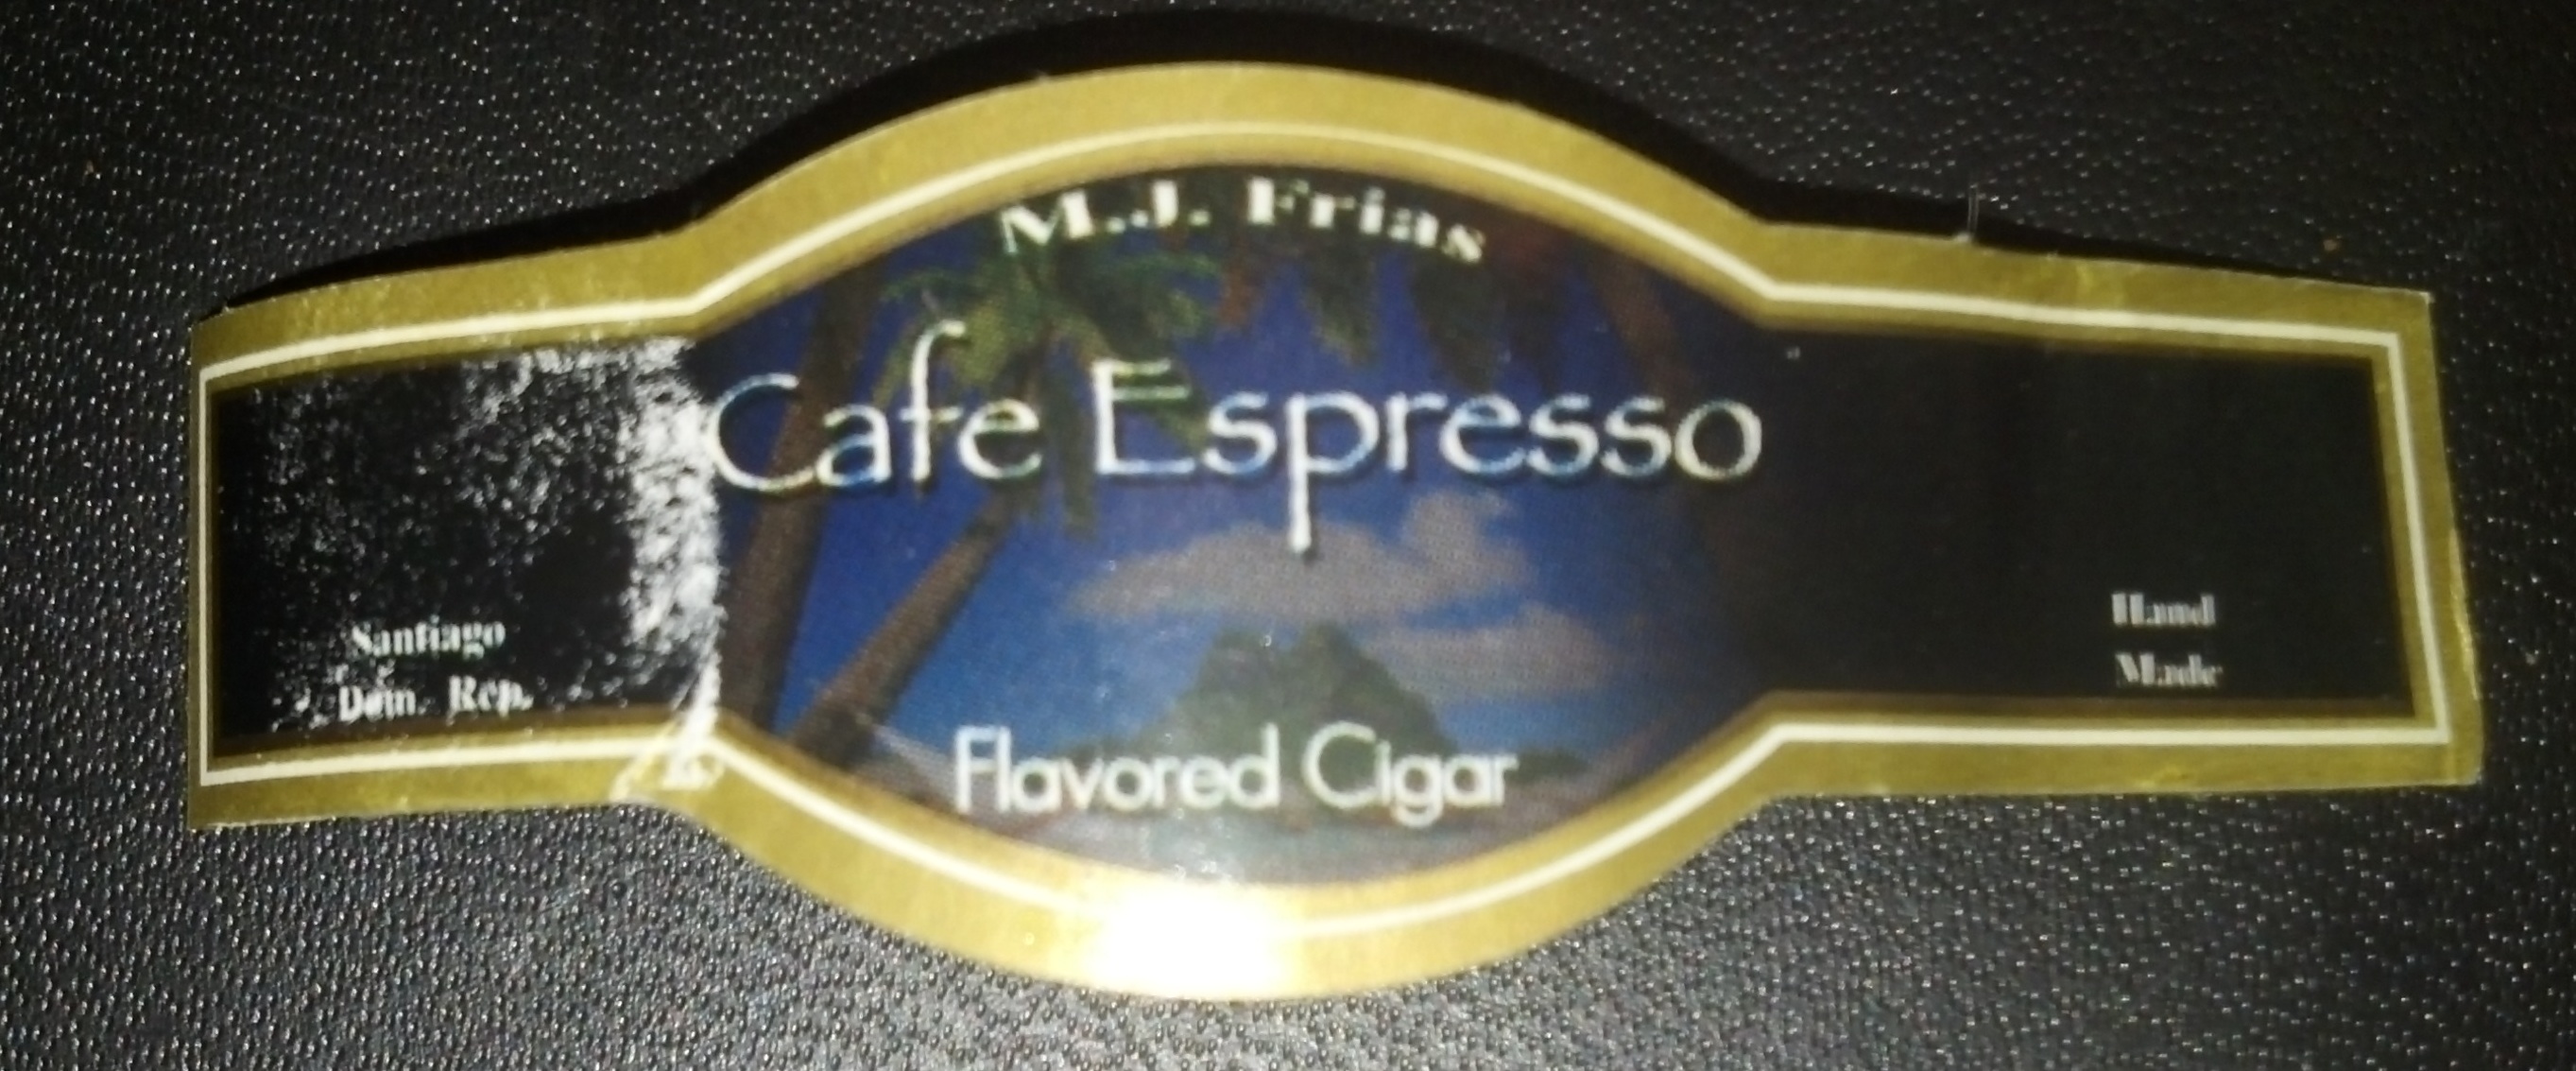 M.J. Frias
Cafe Espresso
Flavored Cigar
Santiago
Dom. Rep.
Hand
Made